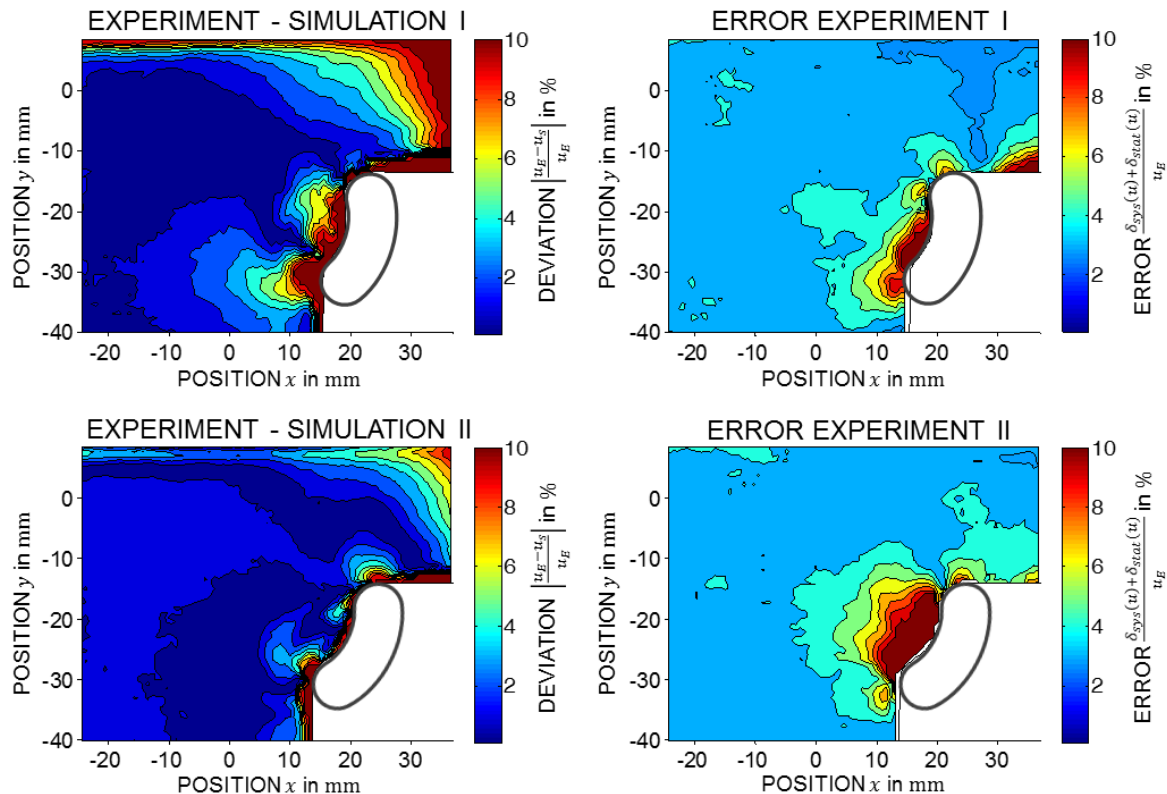 EXPERIMENT - SIMULATION I
POSITION y in mm
0
-10
-20
-30
-40
-20 -10 0 10 20 30
POSITION x in mm
10
8
6
4
2
DEVIATION |u_E−u_S / u_E| in %
ERROR EXPERIMENT I
POSITION y in mm
0
-10
-20
-30
-40
-20 -10 0 10 20 30
POSITION x in mm
10
8
6
4
2
ERROR δ_sys(u)+δ_stat(u) / u_E in %
EXPERIMENT - SIMULATION II
POSITION y in mm
0
-10
-20
-30
-40
-20 -10 0 10 20 30
POSITION x in mm
10
8
6
4
2
DEVIATION |u_E−u_S / u_E| in %
ERROR EXPERIMENT II
POSITION y in mm
0
-10
-20
-30
-40
-20 -10 0 10 20 30
POSITION x in mm
10
8
6
4
2
ERROR δ_sys(u)+δ_stat(u) / u_E in %